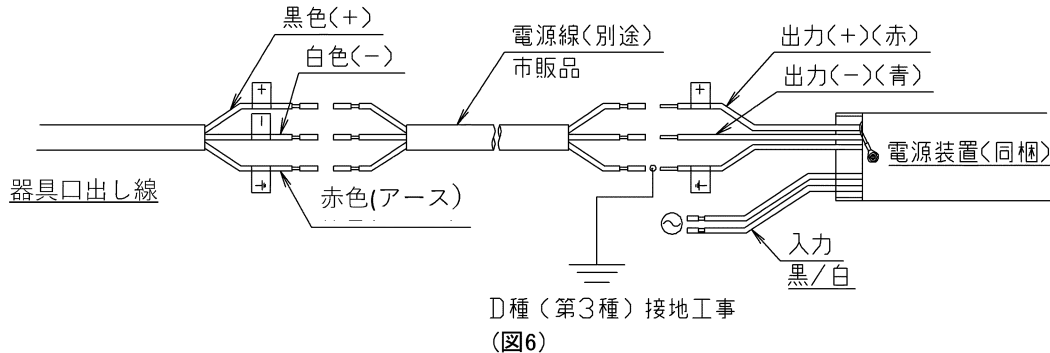 黒色(+)
白色(-)
電源線(別途)
市販品
出力(+)(赤)
出力(-)(青)
+
-
+
電源装置(同梱)
器具口出し線
赤色(アース)
入力
黒/白
D種(第3種)接地工事
(図6)